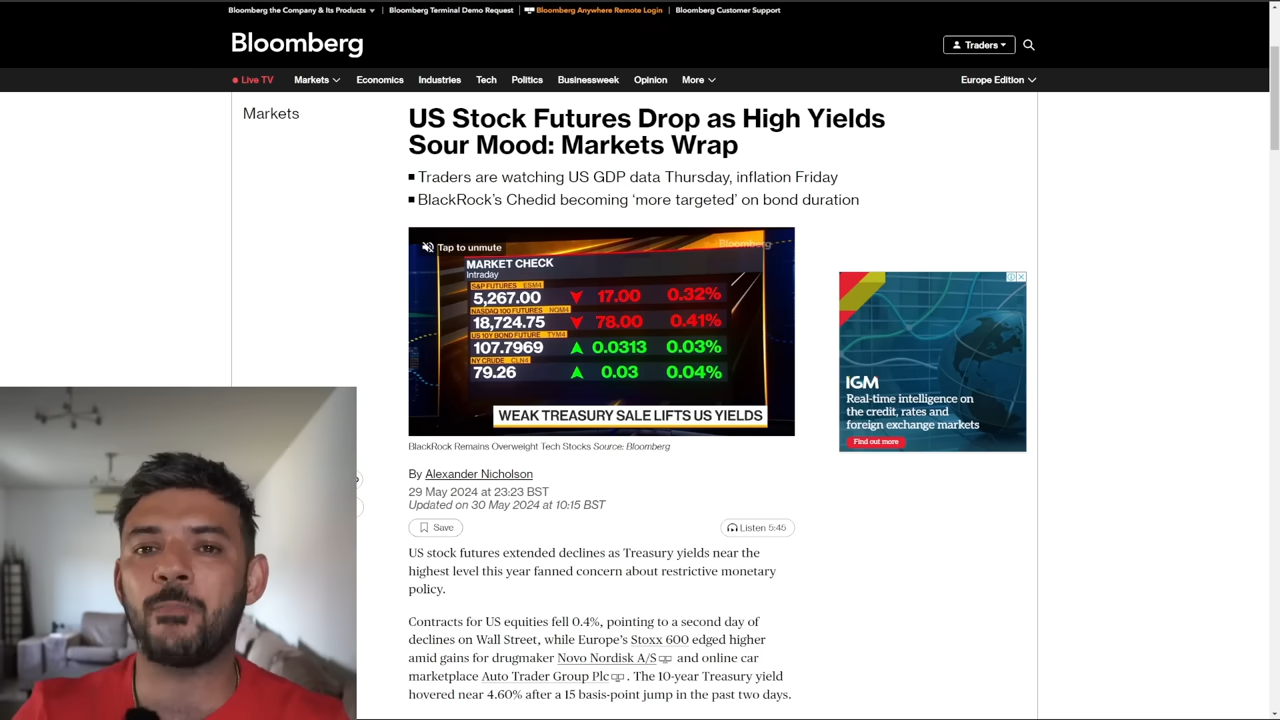 Bloomberg the Company & Its Products
Bloomberg Terminal Demo Request
Bloomberg Anywhere Remote Login
Bloomberg Customer Support
Bloomberg
Traders
Live TV
Markets
Economics
Industries
Tech
Politics
Businessweek
Opinion
More
Europe Edition
Markets
US Stock Futures Drop as High Yields
Sour Mood: Markets Wrap
Traders are watching US GDP data Thursday, inflation Friday
BlackRock's Chedid becoming ‘more targeted’ on bond duration
Tap to unmute
Bloomberg
MARKET CHECK
Intraday
S&P FUTURES ESM4
5,267.00 17.00 0.32%
NASDAQ 100 FUTURES NQM4
18,724.75 78.00 0.41%
US 10Y BOND FUTURE TYM4
107.7969 0.0313 0.03%
NY CRUDE CLN4
79.26 0.03 0.04%
WEAK TREASURY SALE LIFTS US YIELDS
BlackRock Remains Overweight Tech Stocks Source: Bloomberg
IGM
Real-time intelligence on
the credit, rates and
foreign exchange markets
Find out more
By Alexander Nicholson
29 May 2024 at 23:23 BST
Updated on 30 May 2024 at 10:15 BST
Save
Listen 5:45
US stock futures extended declines as Treasury yields near the
highest level this year fanned concern about restrictive monetary
policy.
Contracts for US equities fell 0.4%, pointing to a second day of
declines on Wall Street, while Europe's Stoxx 600 edged higher
amid gains for drugmaker Novo Nordisk A/S and online car
marketplace Auto Trader Group Plc. The 10-year Treasury yield
hovered near 4.60% after a 15 basis-point jump in the past two days.